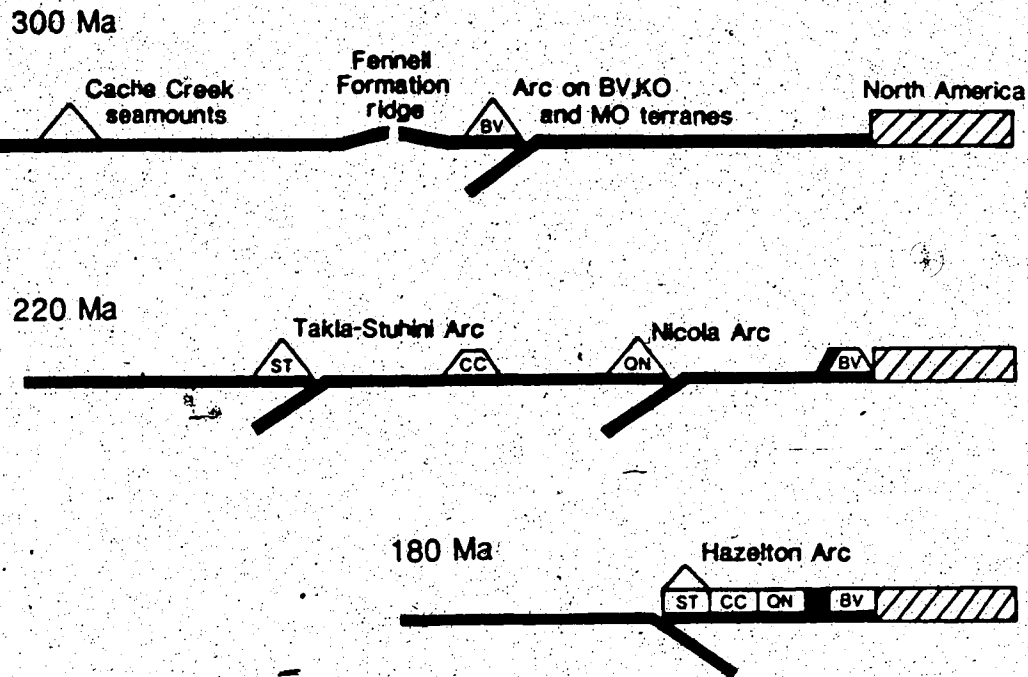 300 Ma
Cache Creek
seamounts
Fennell
Formation
ridge
Arc on BV,KO
and MO terranes
North America
BV
220 Ma
Takla-Stuhini Arc
Nicola Arc
ST
CC
QN
BV
180 Ma
Hazelton Arc
ST CC QN BV